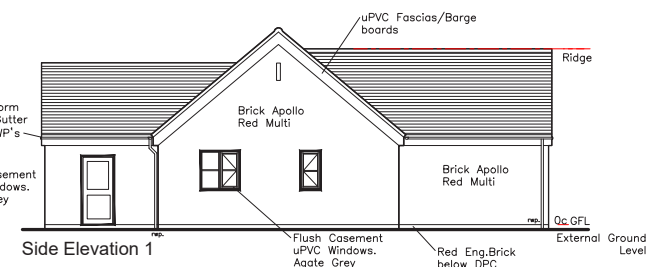 uPVC Fascias/Barge
boards
Ridge
Brick Apollo
Red Multi
Brick Apollo
Red Multi
rwp.
GFL
External Ground
Level
rwp.
Side Elevation 1
Flush Casement
uPVC Windows.
Agate Grey
Red Eng.Brick
below DPC